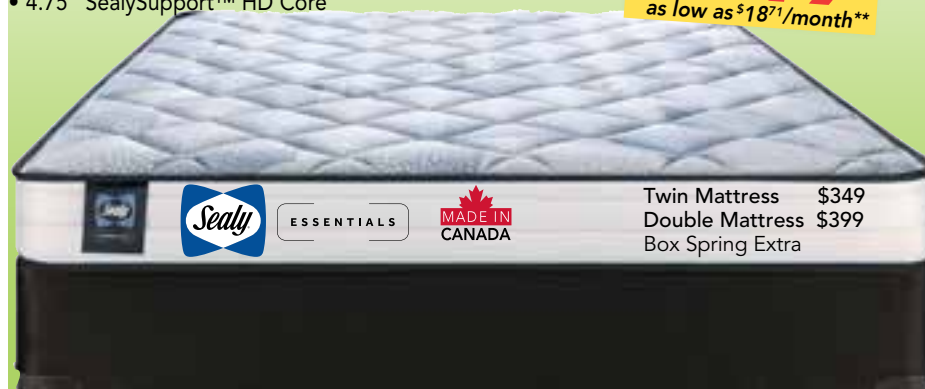 • 4.75" SealySupport™ HD Core
as low as $18⁷¹/month**
Sealy
Sealy
ESSENTIALS
MADE IN
CANADA
Twin Mattress $349
Double Mattress $399
Box Spring Extra